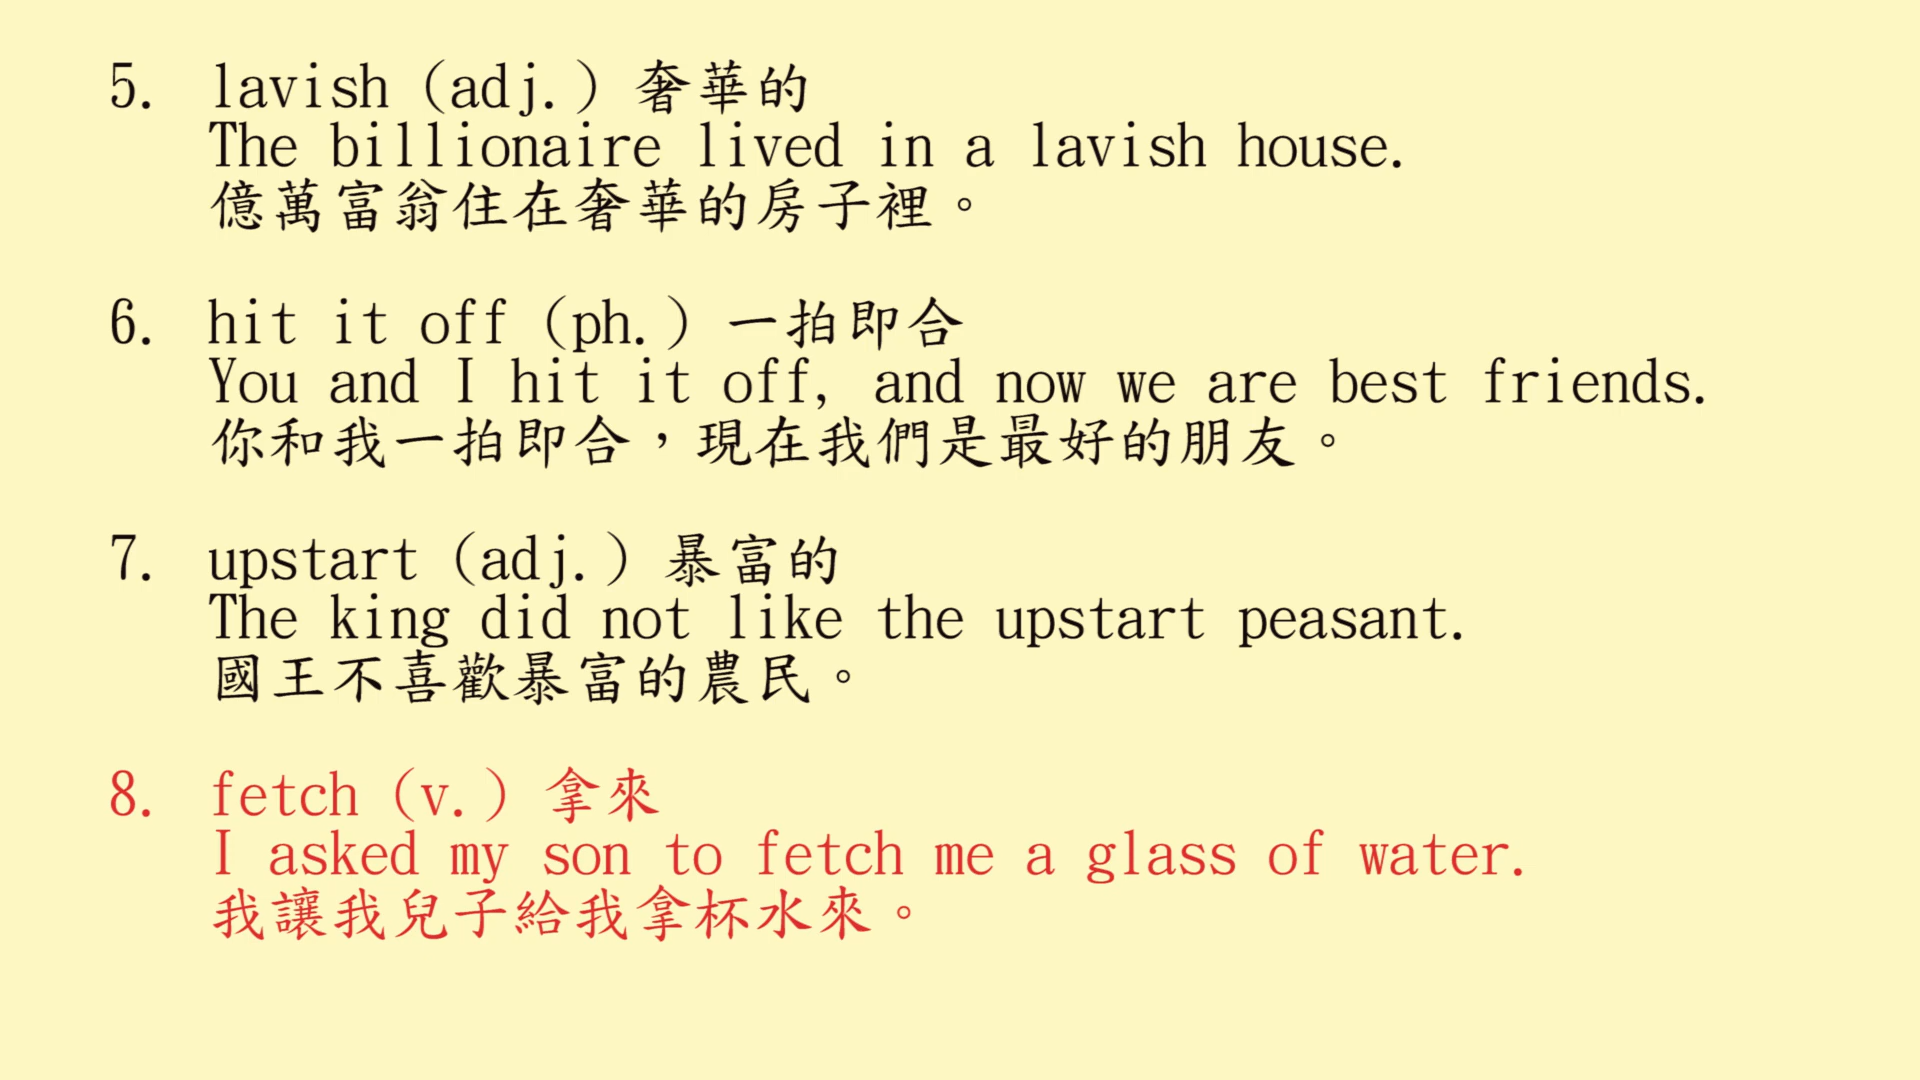 5. lavish (adj.) 奢華的
The billionaire lived in a lavish house.
億萬富翁住在奢華的房子裡。
6. hit it off (ph.) 一拍即合
You and I hit it off, and now we are best friends.
你和我一拍即合，現在我們是最好的朋友。
7. upstart (adj.) 暴富的
The king did not like the upstart peasant.
國王不喜歡暴富的農民。
8. fetch (v.) 拿來
I asked my son to fetch me a glass of water.
我讓我兒子給我拿杯水來。